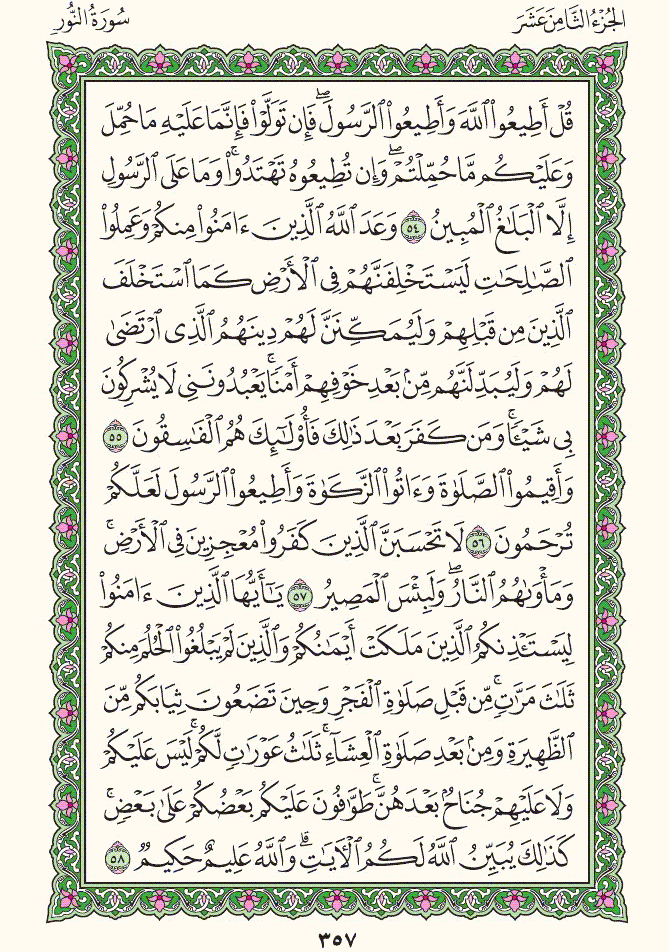 الجُزْءُ الثَّامِنَ عَشَرَ
سُورَةُ النُّورِ
قُلْ أَطِيعُوا۟ ٱللَّهَ وَأَطِيعُوا۟ ٱلرَّسُولَ ۖ فَإِن تَوَلَّوْا۟ فَإِنَّمَا عَلَيْهِ مَا حُمِّلَ
وَعَلَيْكُم مَّا حُمِّلْتُمْ ۖ وَإِن تُطِيعُوهُ تَهْتَدُوا۟ ۚ وَمَا عَلَى ٱلرَّسُولِ
إِلَّا ٱلْبَلَـٰغُ ٱلْمُبِينُ ٥٤ وَعَدَ ٱللَّهُ ٱلَّذِينَ ءَامَنُوا۟ مِنكُمْ وَعَمِلُوا۟
ٱلصَّـٰلِحَـٰتِ لَيَسْتَخْلِفَنَّهُمْ فِى ٱلْأَرْضِ كَمَا ٱسْتَخْلَفَ
ٱلَّذِينَ مِن قَبْلِهِمْ وَلَيُمَكِّنَنَّ لَهُمْ دِينَهُمُ ٱلَّذِى ٱرْتَضَىٰ
لَهُمْ وَلَيُبَدِّلَنَّهُم مِّنۢ بَعْدِ خَوْفِهِمْ أَمْنًا ۚ يَعْبُدُونَنِى لَا يُشْرِكُونَ
بِى شَيْـًٔا ۚ وَمَن كَفَرَ بَعْدَ ذَٰلِكَ فَأُو۟لَـٰٓئِكَ هُمُ ٱلْفَـٰسِقُونَ ٥٥
وَأَقِيمُوا۟ ٱلصَّلَوٰةَ وَءَاتُوا۟ ٱلزَّكَوٰةَ وَأَطِيعُوا۟ ٱلرَّسُولَ لَعَلَّكُمْ
تُرْحَمُونَ ٥٦ لَا تَحْسَبَنَّ ٱلَّذِينَ كَفَرُوا۟ مُعْجِزِينَ فِى ٱلْأَرْضِ ۚ
وَمَأْوَىٰهُمُ ٱلنَّارُ ۖ وَلَبِئْسَ ٱلْمَصِيرُ ٥٧ يَـٰٓأَيُّهَا ٱلَّذِينَ ءَامَنُوا۟
لِيَسْتَـْٔذِنكُمُ ٱلَّذِينَ مَلَكَتْ أَيْمَـٰنُكُمْ وَٱلَّذِينَ لَمْ يَبْلُغُوا۟ ٱلْحُلُمَ مِنكُمْ
ثَلَـٰثَ مَرَّٰتٍ ۚ مِّن قَبْلِ صَلَوٰةِ ٱلْفَجْرِ وَحِينَ تَضَعُونَ ثِيَابَكُم مِّنَ
ٱلظَّهِيرَةِ وَمِنۢ بَعْدِ صَلَوٰةِ ٱلْعِشَآءِ ۚ ثَلَـٰثُ عَوْرَٰتٍ لَّكُمْ ۚ لَيْسَ عَلَيْكُمْ
وَلَا عَلَيْهِمْ جُنَاحٌۢ بَعْدَهُنَّ ۚ طَوَّٰفُونَ عَلَيْكُم بَعْضُكُمْ عَلَىٰ بَعْضٍ ۚ
كَذَٰلِكَ يُبَيِّنُ ٱللَّهُ لَكُمُ ٱلْـَٔايَـٰتِ ۗ وَٱللَّهُ عَلِيمٌ حَكِيمٌ ٥٨
٣٥٧